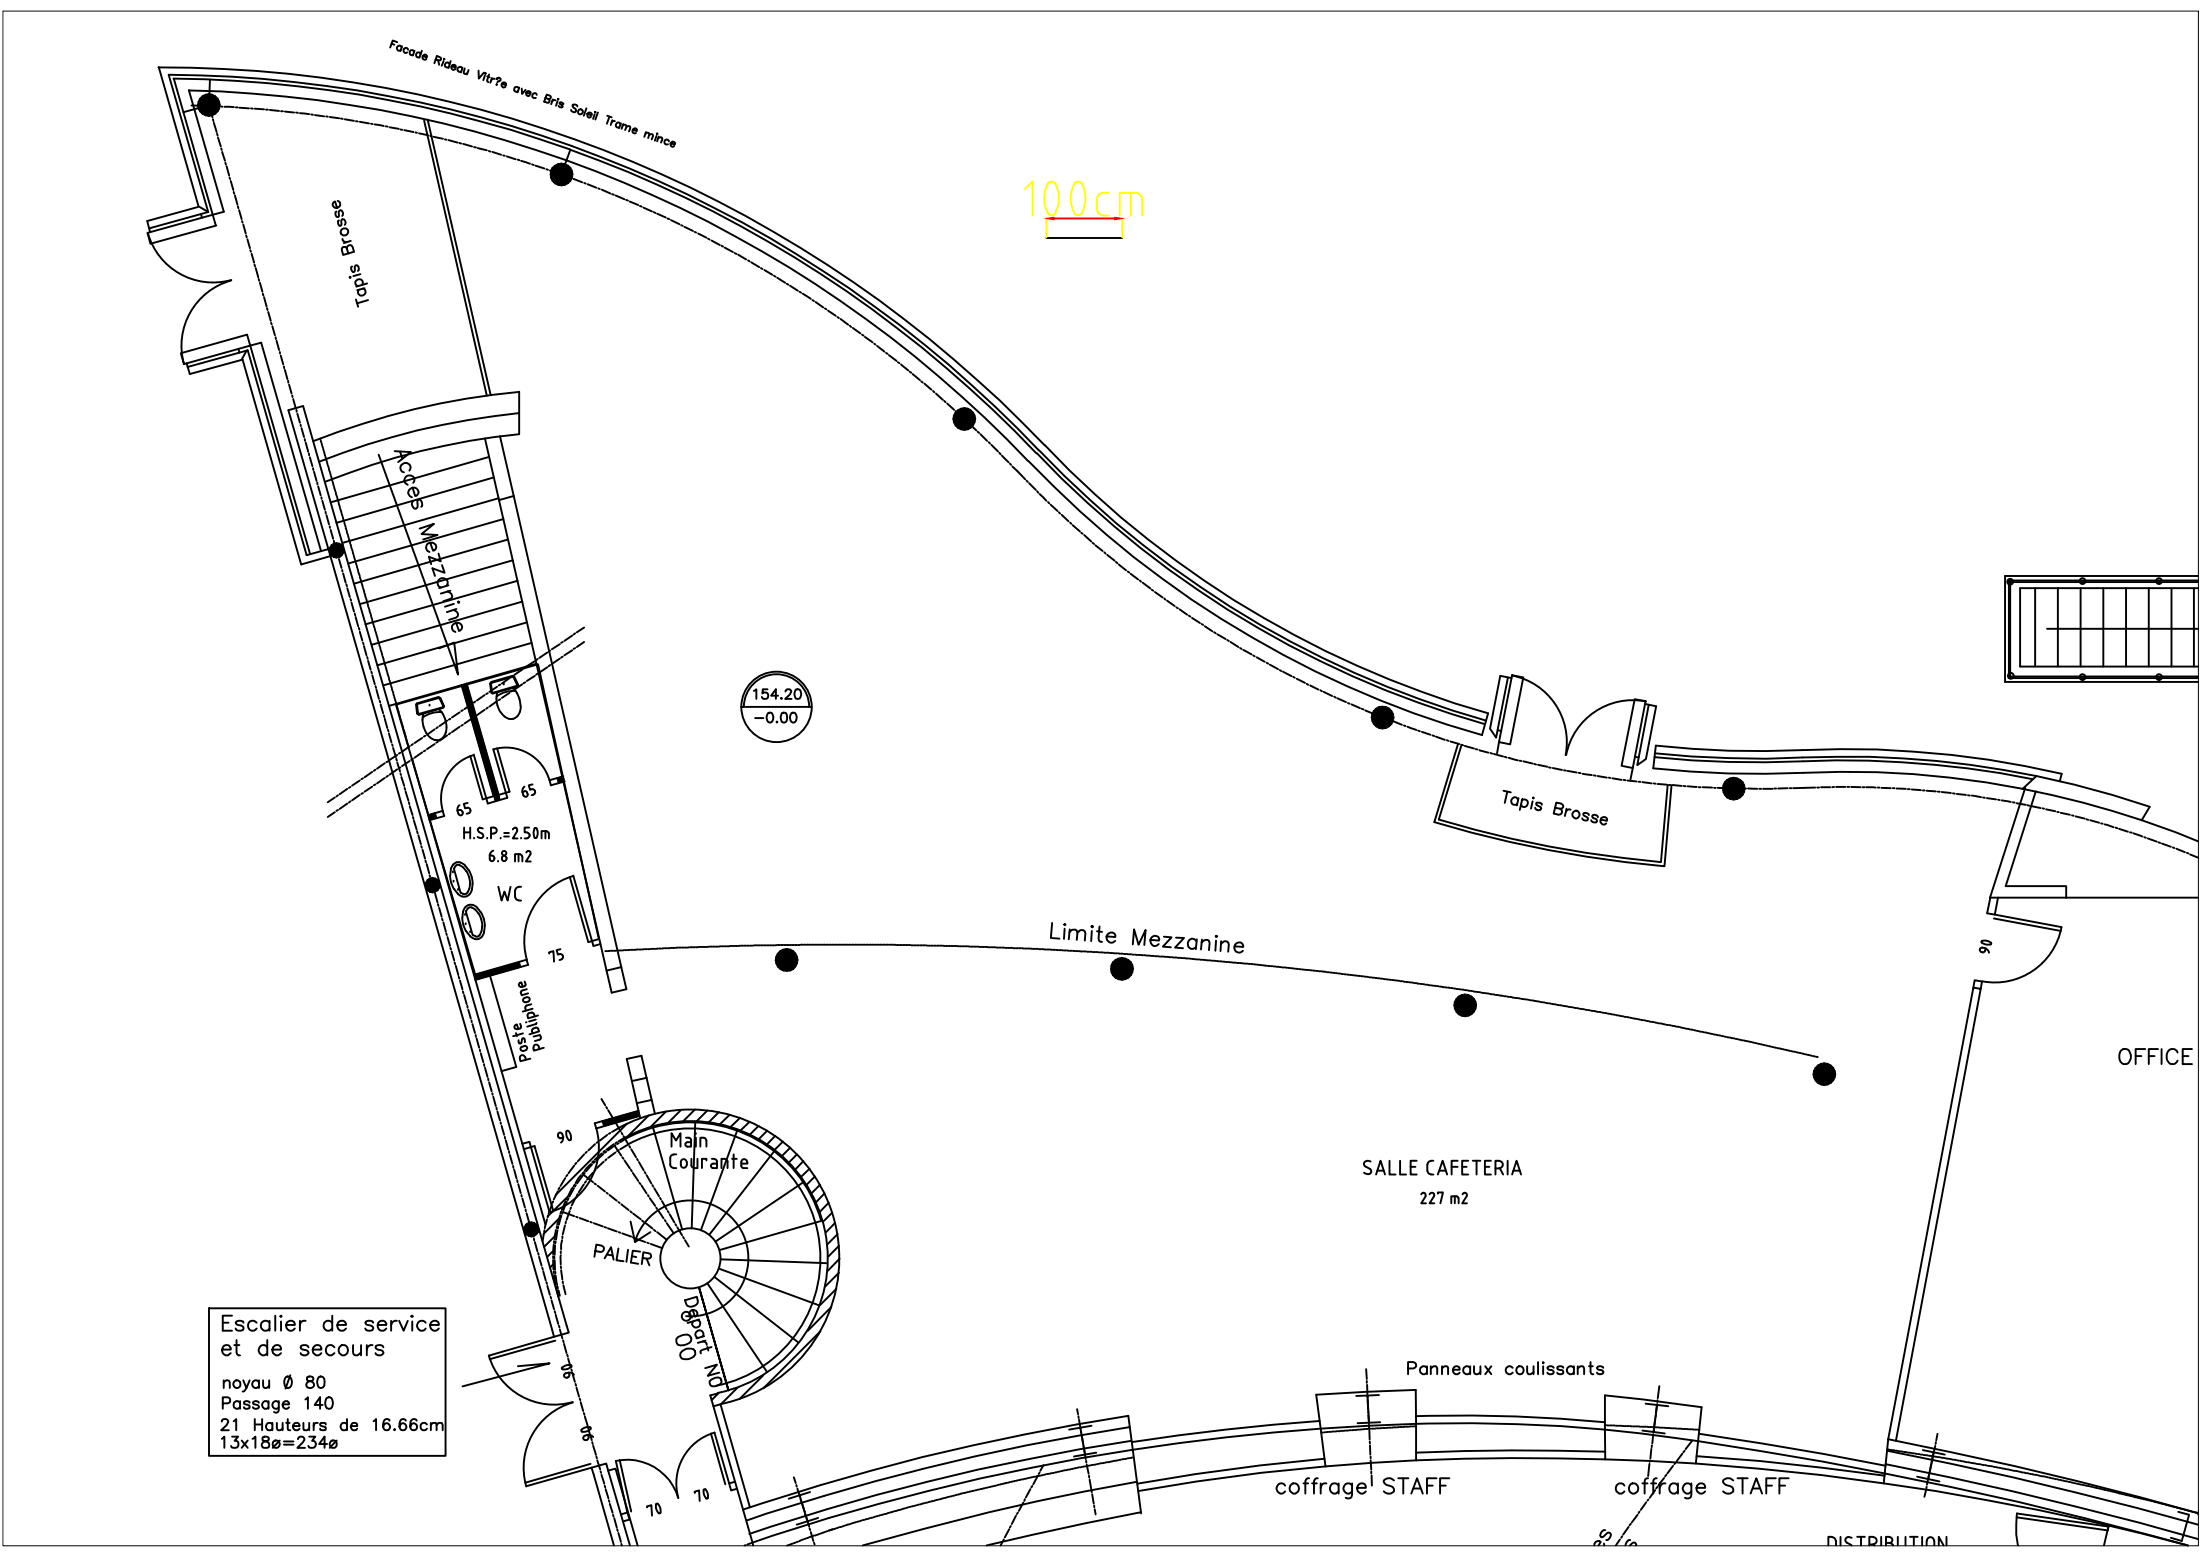 Facade Rideau Vitr?e avec Bris Soleil Trame mince
100cm
Tapis Brosse
Acces Mezzanine
154.20
-0.00
65
65
H.S.P.=2.50m
6.8 m2
WC
75
Poste
Publiphone
Tapis Brosse
Limite Mezzanine
90
OFFICE
90
Main
Courante
PALIER
Depart N0
00
SALLE CAFETERIA
227 m2
Panneaux coulissants
Escalier de service
et de secours
noyau Ø 80
Passage 140
21 Hauteurs de 16.66cm
13x18ø=234ø
90
90
70
70
coffrage STAFF
coffrage STAFF
DISTRIBUTION